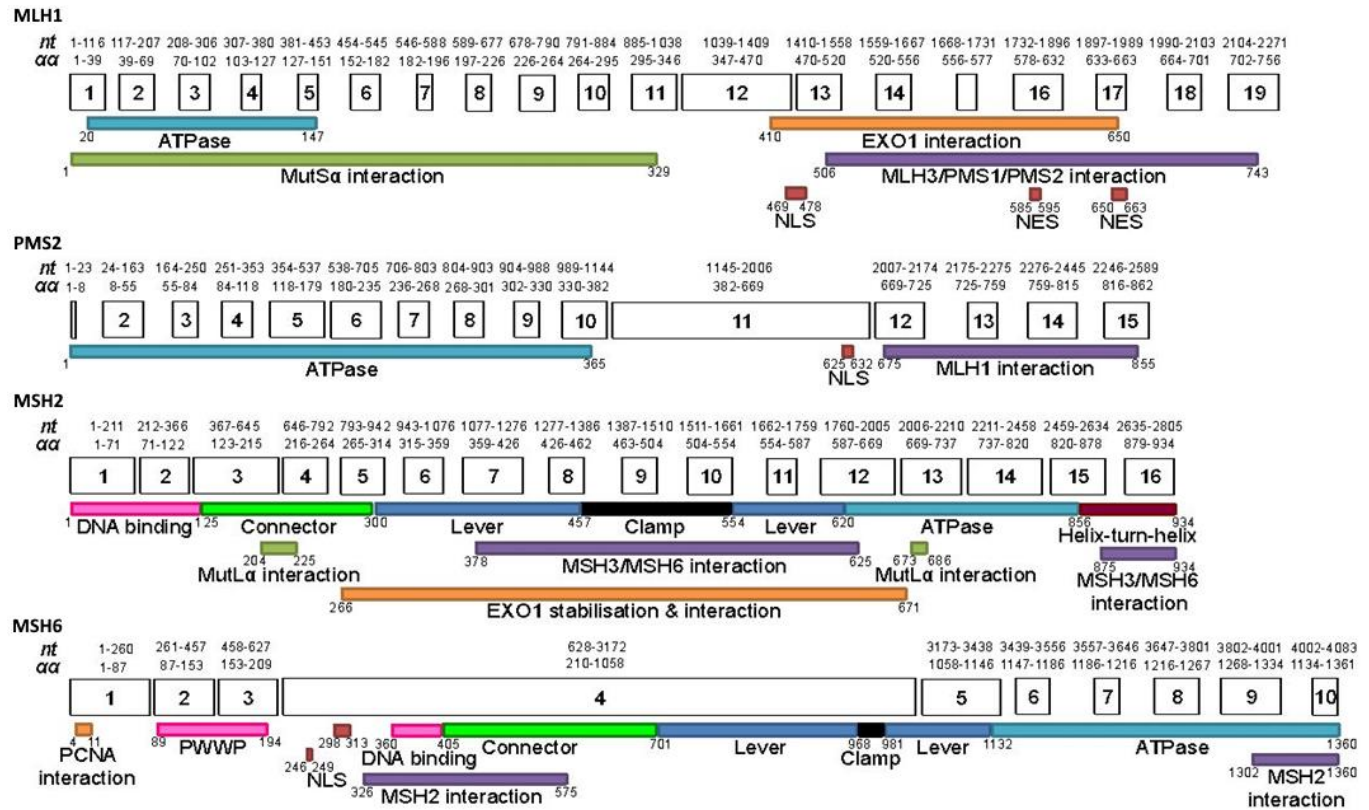 MLH1
nt 1-116 117-207 208-306 307-380 381-453 454-545 546-588 589-677 678-790 791-884 885-1038 1039-1409 1410-1558 1559-1667 1668-1731 1732-1896 1897-1989 1990-2103 2104-2271
αα 1-39 39-69 70-102 103-127 127-151 152-182 182-196 197-226 226-264 264-295 295-346 347-470 470-520 520-556 556-577 578-632 633-663 664-701 702-756
1 2 3 4 5 6 7 8 9 10 11 12 13 14 16 17 18 19
20 ATPase 147 410 EXO1 interaction 650
1 MutSα interaction 329 506 MLH3/PMS1/PMS2 interaction 743
469 478 585 595 650 663
NLS NES NES
PMS2
nt 1-23 24-163 164-250 251-353 354-537 538-705 706-803 804-903 904-988 989-1144 1145-2006 2007-2174 2175-2275 2276-2445 2246-2589
αα 1-8 8-55 55-84 84-118 118-179 180-235 236-268 268-301 302-330 330-382 382-669 669-725 725-759 759-815 816-862
2 3 4 5 6 7 8 9 10 11 12 13 14 15
1 ATPase 365 625 632 675 MLH1 interaction 855
NLS
MSH2
nt 1-211 212-366 367-645 646-792 793-942 943-1076 1077-1276 1277-1386 1387-1510 1511-1661 1662-1759 1760-2005 2006-2210 2211-2458 2459-2634 2635-2805
αα 1-71 71-122 123-215 216-264 265-314 315-359 359-426 426-462 463-504 504-554 554-587 587-669 669-737 737-820 820-878 879-934
1 2 3 4 5 6 7 8 9 10 11 12 13 14 15 16
1 DNA binding 125 Connector 300 Lever 457 Clamp 554 Lever 620 ATPase 856 934
Helix-turn-helix
204 225 378 625 673 686 875 934
MutLα interaction MSH3/MSH6 interaction MutLα interaction MSH3/MSH6
interaction
266 EXO1 stabilisation & interaction 671
MSH6
nt 1-260 261-457 458-627 628-3172 3173-3438 3439-3556 3557-3646 3647-3801 3802-4001 4002-4083
αα 1-87 87-153 153-209 210-1058 1058-1146 1147-1186 1186-1216 1216-1267 1268-1334 1134-1361
1 2 3 4 5 6 7 8 9 10
4 11 89 PWWP 194 298 313 360 405 Connector 701 Lever 968 981 Lever 1132 ATPase 1360
PCNA DNA binding Clamp
interaction 246 249 NLS 326 MSH2 interaction 575 1302 MSH2 1360
interaction